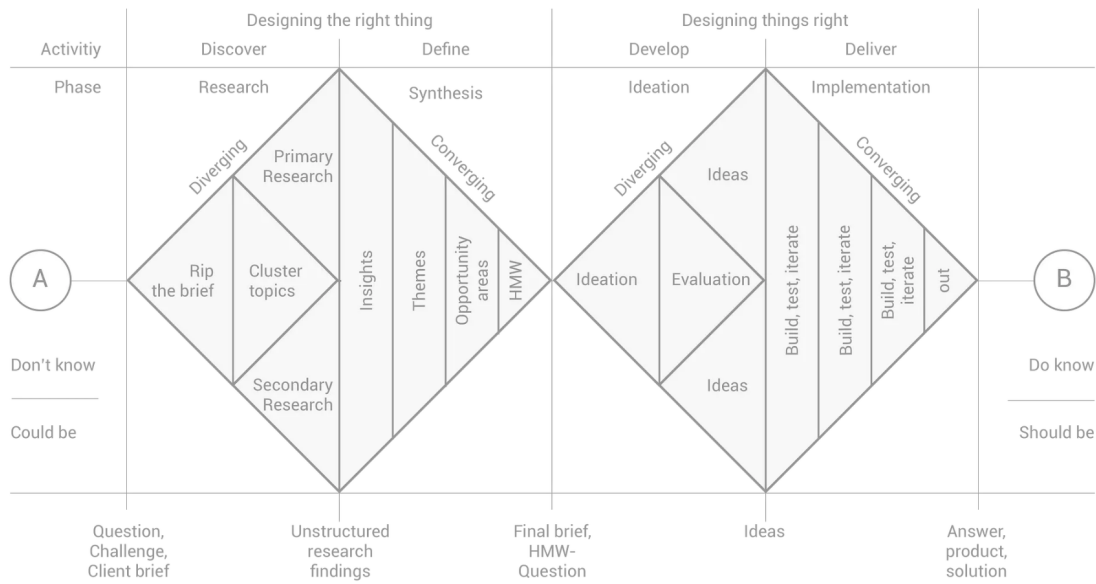 Designing the right thing
Designing things right
Activitiy
Discover
Define
Develop
Deliver
Phase
Research
Synthesis
Ideation
Implementation
Diverging
Primary
Research
Converging
Diverging
Ideas
Converging
A
Rip
the brief
Cluster
topics
Insights
Themes
Opportunity
areas
HMW
Ideation
Evaluation
Build, test, iterate
Build, test, iterate
Build, test,
iterate
out
B
Don't know
Secondary
Research
Ideas
Do know
Could be
Should be
Question,
Challenge,
Client brief
Unstructured
research
findings
Final brief,
HMW-
Question
Ideas
Answer,
product,
solution